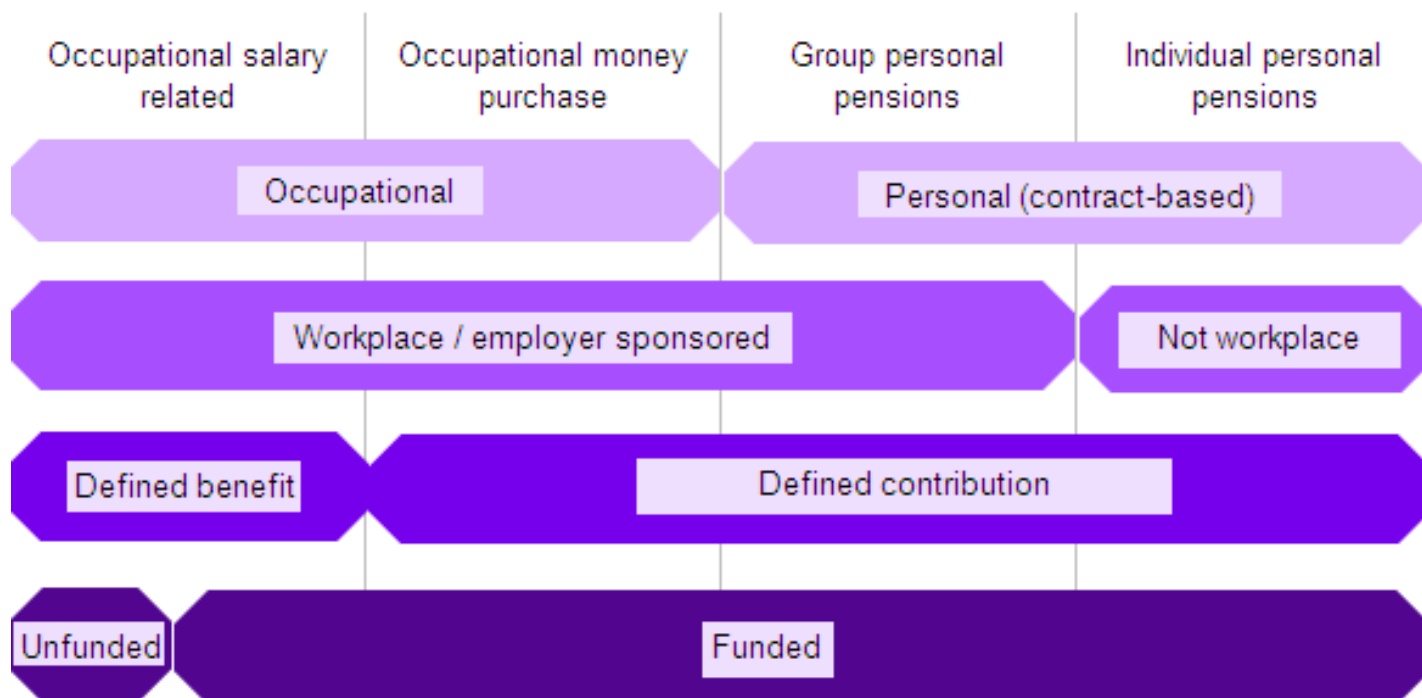 Occupational salary
related
Occupational money
purchase
Group personal
pensions
Individual personal
pensions
Occupational
Personal (contract-based)
Workplace / employer sponsored
Not workplace
Defined benefit
Defined contribution
Unfunded
Funded